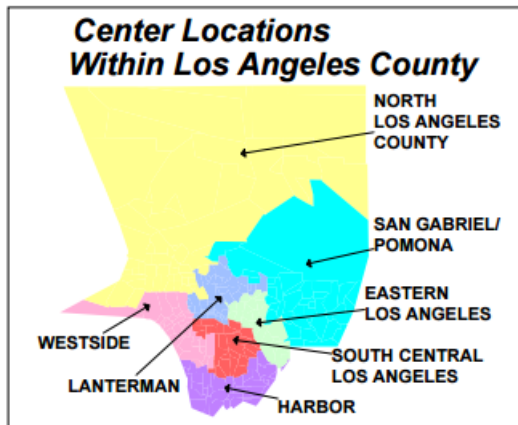 Center Locations
Within Los Angeles County
NORTH
LOS ANGELES
COUNTY
SAN GABRIEL/
POMONA
EASTERN
LOS ANGELES
WESTSIDE
SOUTH CENTRAL
LOS ANGELES
LANTERMAN
HARBOR